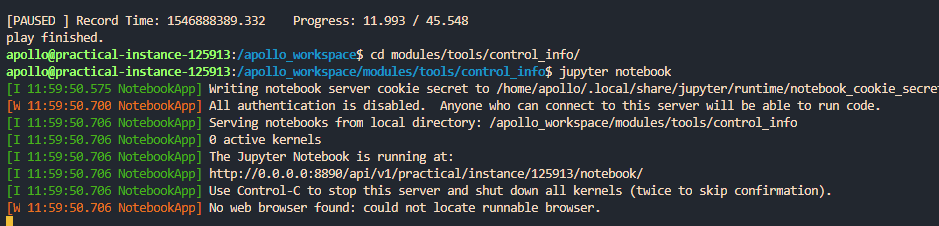 [PAUSED ] Record Time: 1546888389.332    Progress: 11.993 / 45.548
play finished.
apollo@practical-instance-125913:/apollo_workspace$ cd modules/tools/control_info/
apollo@practical-instance-125913:/apollo_workspace/modules/tools/control_info$ jupyter notebook
[I 11:59:50.575 NotebookApp] Writing notebook server cookie secret to /home/apollo/.local/share/jupyter/runtime/notebook_cookie_secre
[W 11:59:50.700 NotebookApp] All authentication is disabled.  Anyone who can connect to this server will be able to run code.
[I 11:59:50.706 NotebookApp] Serving notebooks from local directory: /apollo_workspace/modules/tools/control_info
[I 11:59:50.706 NotebookApp] 0 active kernels
[I 11:59:50.706 NotebookApp] The Jupyter Notebook is running at:
[I 11:59:50.706 NotebookApp] http://0.0.0.0:8890/api/v1/practical/instance/125913/notebook/
[I 11:59:50.706 NotebookApp] Use Control-C to stop this server and shut down all kernels (twice to skip confirmation).
[W 11:59:50.706 NotebookApp] No web browser found: could not locate runnable browser.